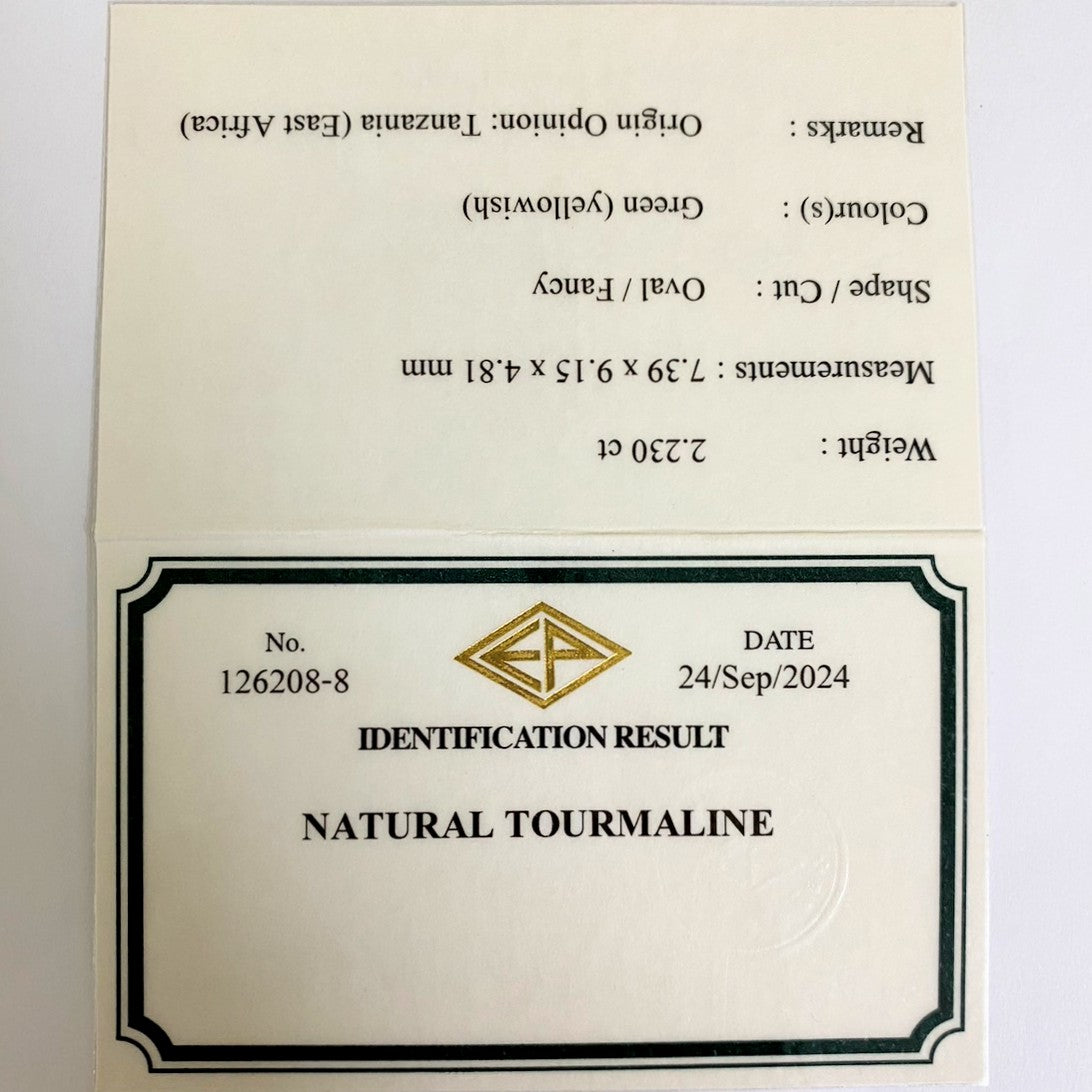 No.
126208-8
EP
DATE
24/Sep/2024
IDENTIFICATION RESULT
NATURAL TOURMALINE
Weight : 2.230 ct
Measurements : 7.39 x 9.15 x 4.81 mm
Shape / Cut : Oval / Fancy
Colour(s) : Green (yellowish)
Remarks : Origin Opinion: Tanzania (East Africa)